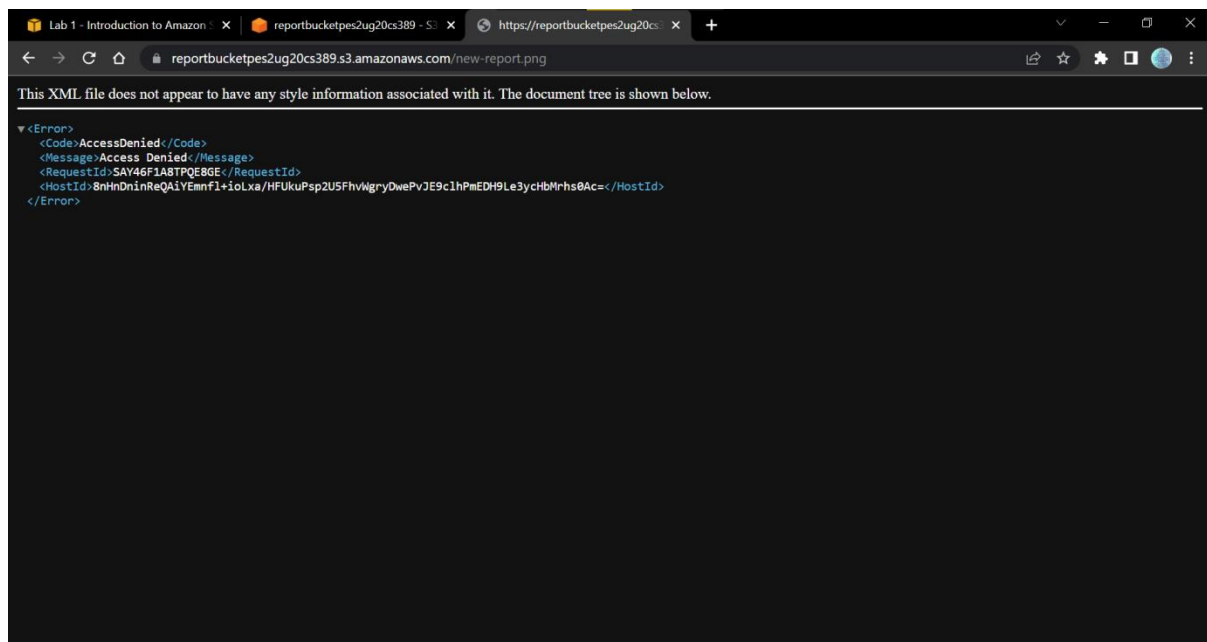 Lab 1 - Introduction to Amazon S
reportbucketpes2ug20cs389 - S3
https://reportbucketpes2ug20cs3
reportbucketpes2ug20cs389.s3.amazonaws.com/new-report.png
This XML file does not appear to have any style information associated with it. The document tree is shown below.
▼<Error>
<Code>AccessDenied</Code>
<Message>Access Denied</Message>
<RequestId>SAY46F1A8TPQE8GE</RequestId>
<HostId>8nHnDninReQAiYEmnfl+ioLxa/HFUkuPsp2U5FhvWgryDwePvJE9clhPmEDH9Le3ycHbMrhs0Ac=</HostId>
</Error>